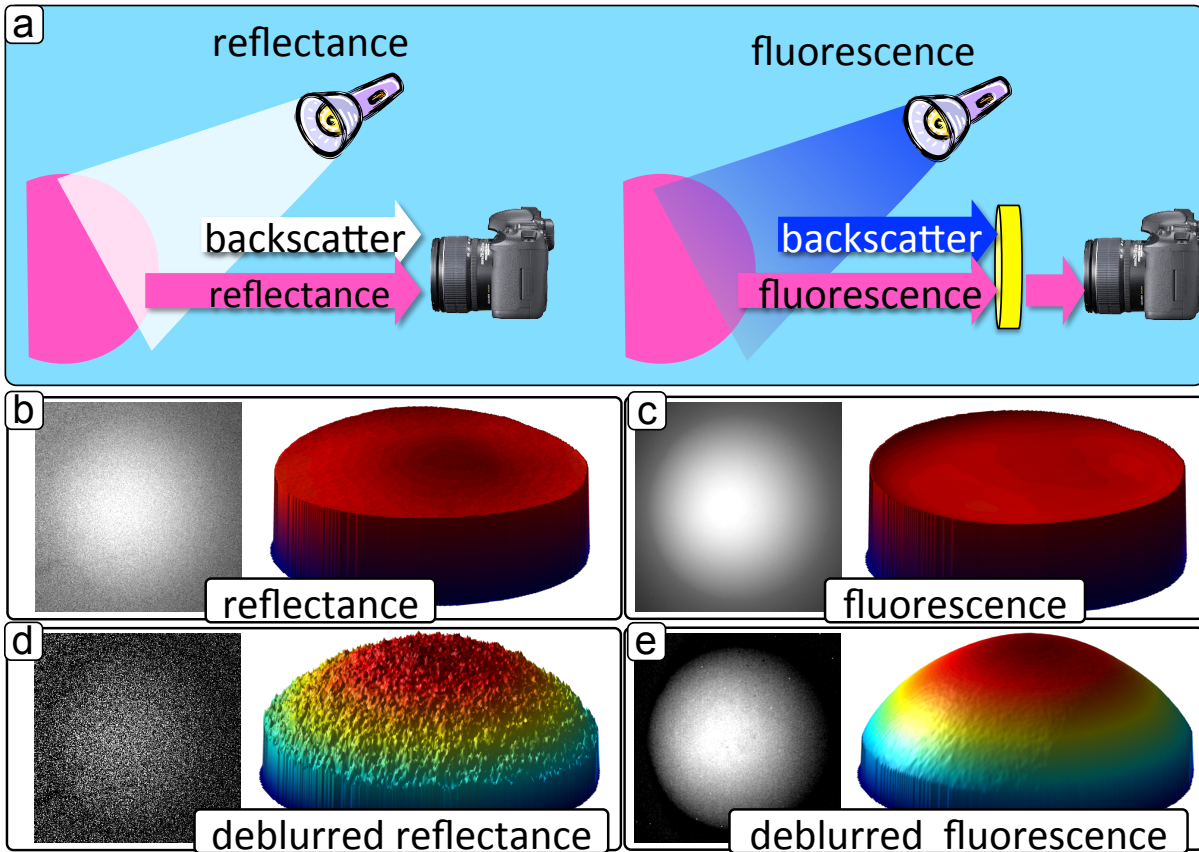 a
reflectance
fluorescence
backscatter
reflectance
backscatter
fluorescence
b
reflectance
c
fluorescence
d
deblurred reflectance
e
deblurred fluorescence